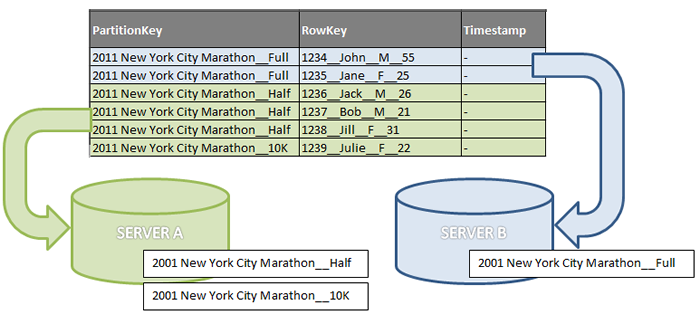 PartitionKey RowKey Timestamp
2011 New York City Marathon__Full 1234__John__M__55 -
2011 New York City Marathon__Full 1235__Jane__F__25 -
2011 New York City Marathon__Half 1236__Jack__M__26 -
2011 New York City Marathon__Half 1237__Bob__M__21 -
2011 New York City Marathon__Half 1238__Jill__F__31 -
2011 New York City Marathon__10K 1239__Julie__F__22 -
SERVER A
2001 New York City Marathon__Half
2001 New York City Marathon__10K
SERVER B
2001 New York City Marathon__Full